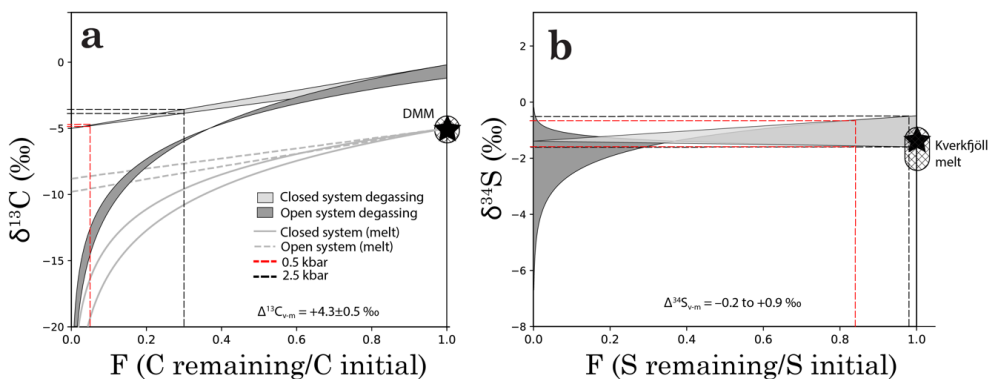 a
0
−5
−10
−15
−20
δ13C (‰)
0.0 0.2 0.4 0.6 0.8 1.0
F (C remaining/C initial)
DMM
Closed system degassing
Open system degassing
Closed system (melt)
Open system (melt)
0.5 kbar
2.5 kbar
Δ13Cv-m = +4.3±0.5 ‰
b
2
0
−2
−4
−6
−8
δ34S (‰)
0.0 0.2 0.4 0.6 0.8 1.0
F (S remaining/S initial)
Kverkfjöll
melt
Δ34Sv-m = −0.2 to +0.9 ‰